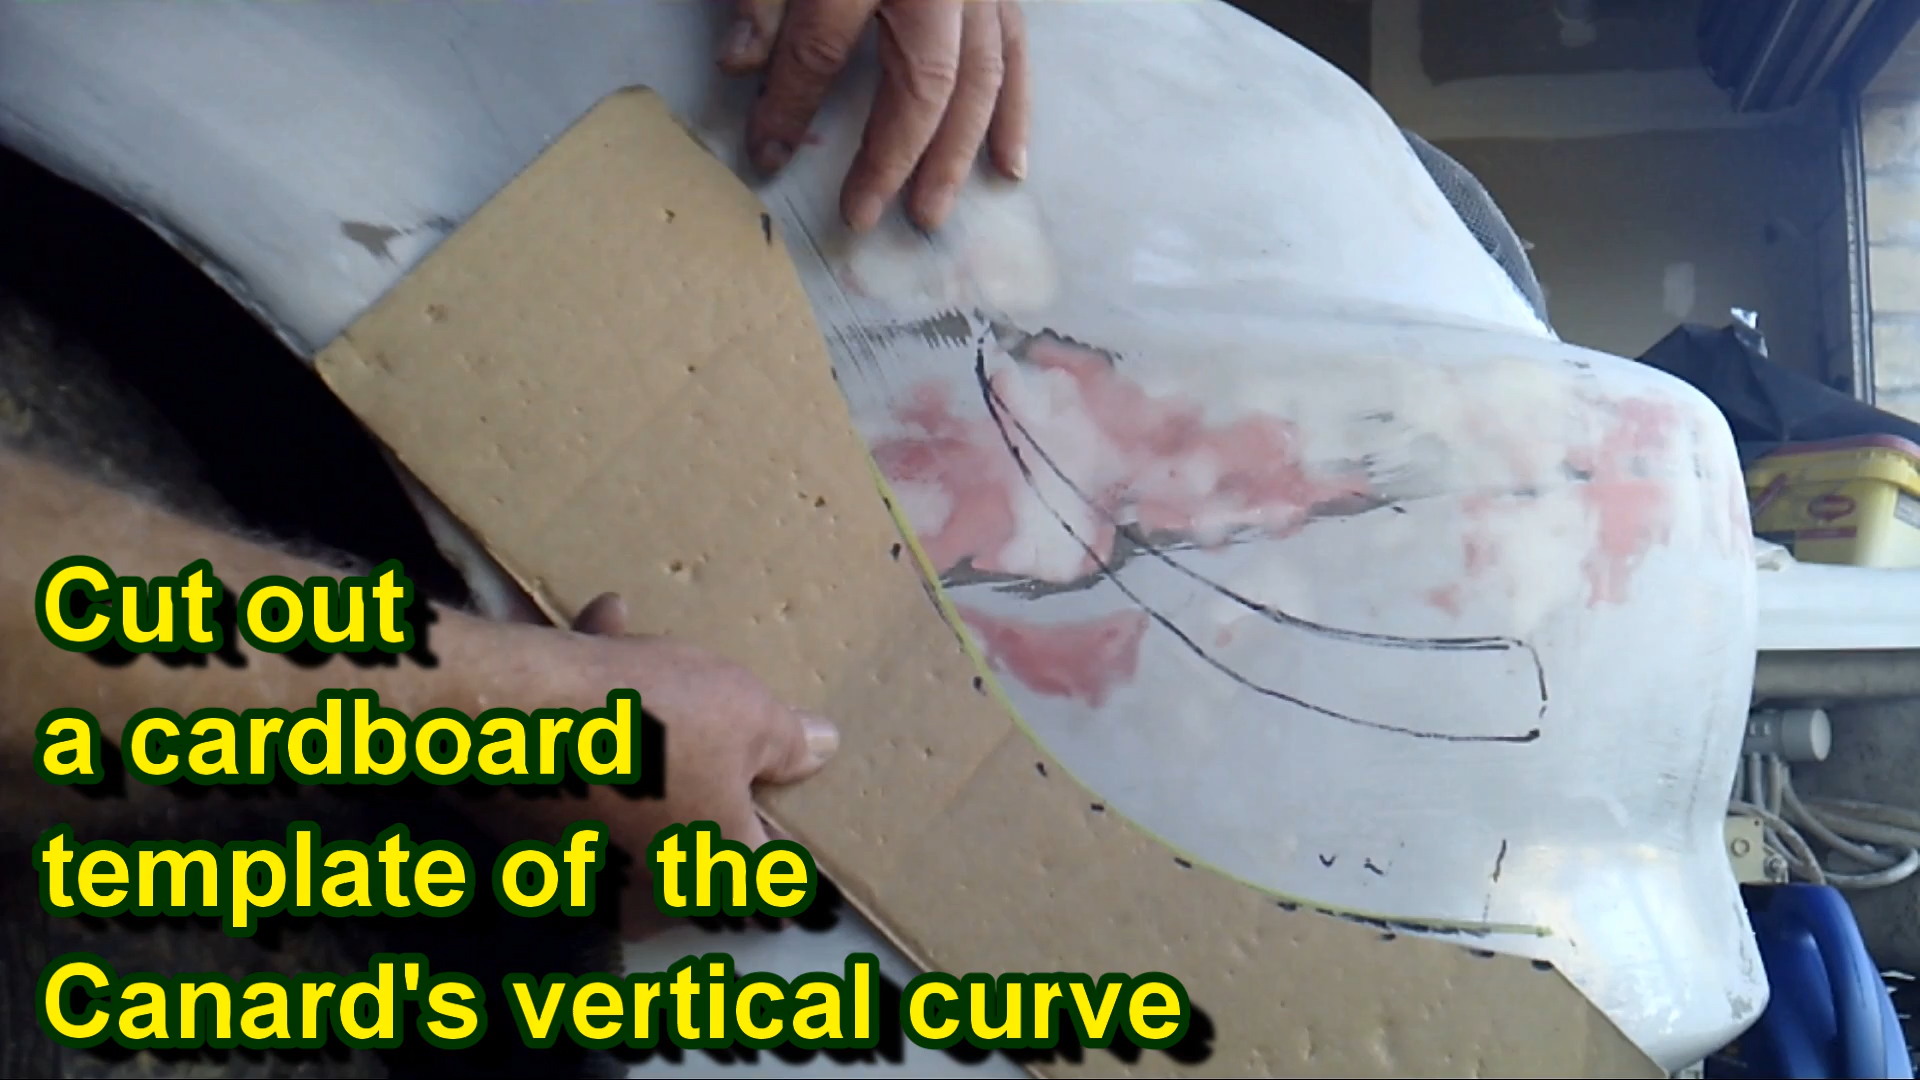 Cut out
a cardboard
template of  the
Canard's vertical curve